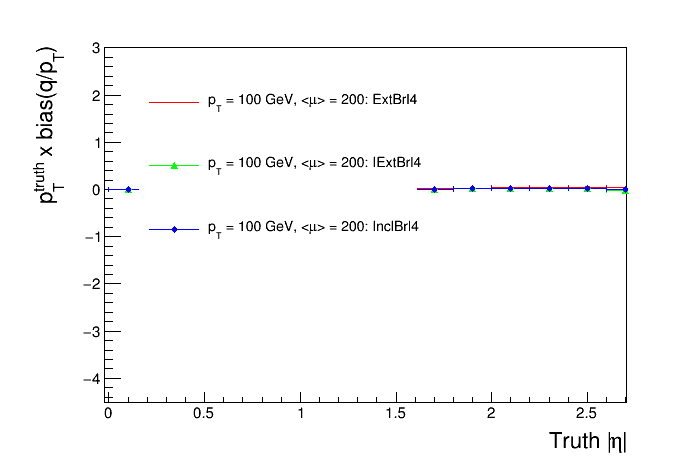 p_T^truth x bias(q/p_T)
3
2
1
0
−1
−2
−3
−4
p_T = 100 GeV, <μ> = 200: ExtBrl4
p_T = 100 GeV, <μ> = 200: IExtBrl4
p_T = 100 GeV, <μ> = 200: InclBrl4
0 0.5 1 1.5 2 2.5
Truth |η|